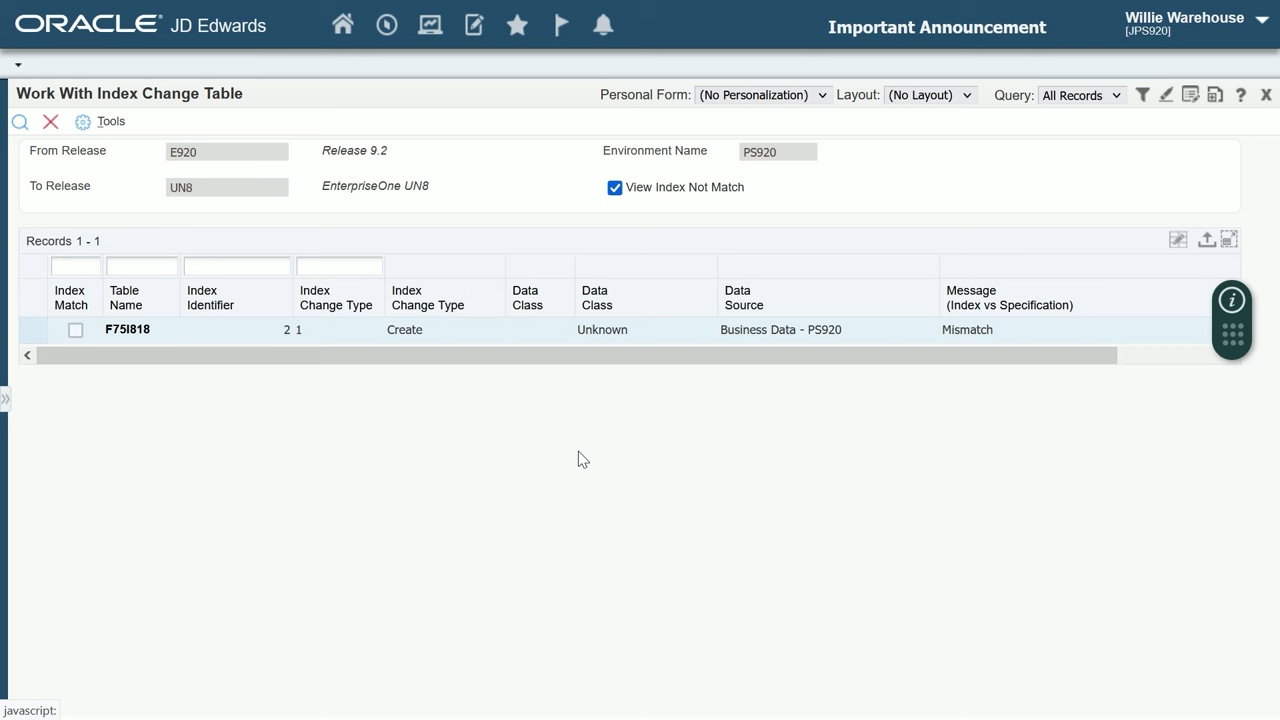 ORACLE JD Edwards Important Announcement Willie Warehouse
[JPS920]
Work With Index Change Table Personal Form: (No Personalization) Layout: (No Layout) Query: All Records
Tools
From Release E920 Release 9.2 Environment Name PS920
To Release UN8 EnterpriseOne UN8 View Index Not Match
Records 1 - 1
Index Table Index Index Index Data Data Data Message
Match Name Identifier Change Type Change Type Class Class Source (Index vs Specification)
F75I818 2 1 Create Unknown Business Data - PS920 Mismatch
javascript: